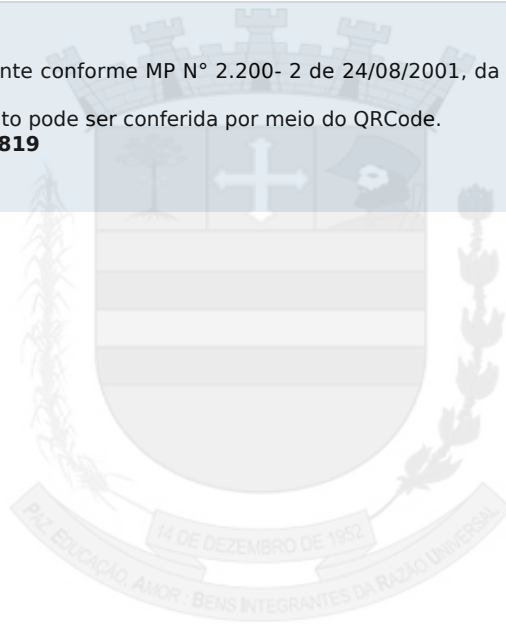 nte conforme MP N° 2.200- 2 de 24/08/2001, da
to pode ser conferida por meio do QRCode.
819
14 DE DEZEMBRO DE 1952
PAZ, EDUCAÇÃO, AMOR : BENS INTEGRANTES DA RAZÃO UNIVERSAL